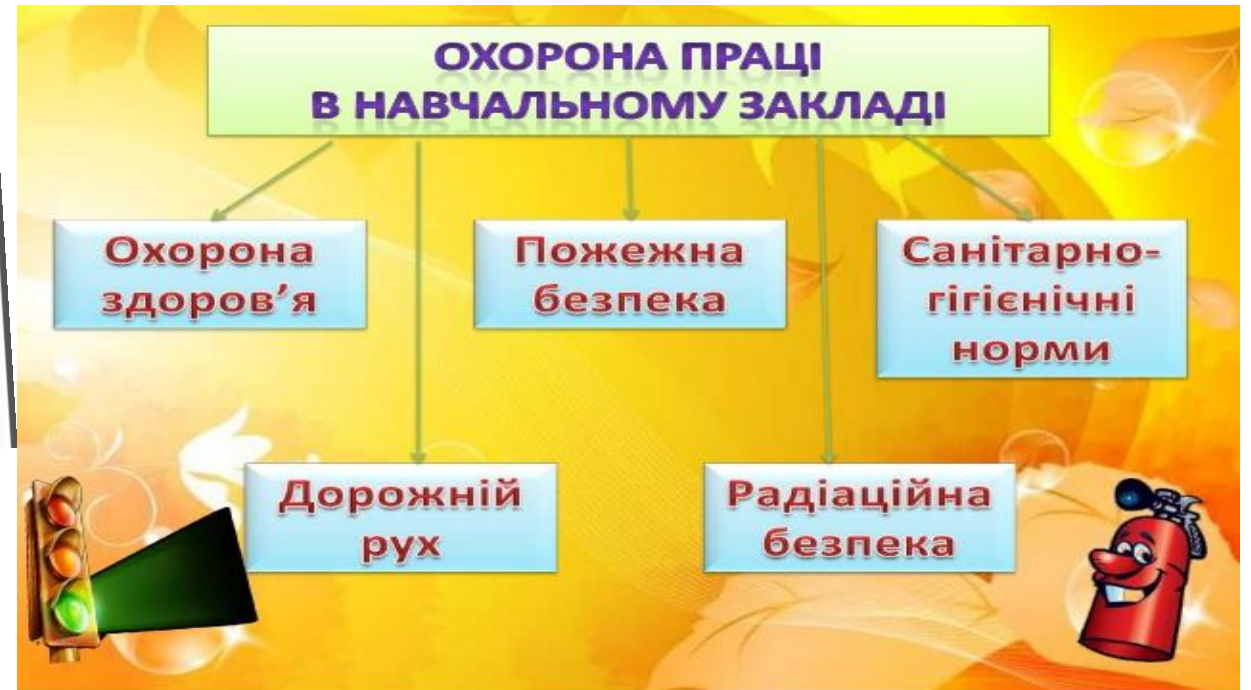 ОХОРОНА ПРАЦІ
В НАВЧАЛЬНОМУ ЗАКЛАДІ
Охорона
здоров’я
Пожежна
безпека
Санітарно-
гігієнічні
норми
Дорожній
рух
Радіаційна
безпека